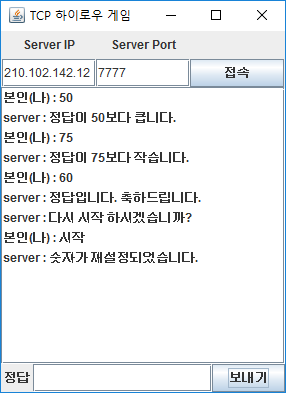 TCP 하이로우 게임
Server IP Server Port
210.102.142.12 7777 접속
본인(나) : 50
server : 정답이 50보다 큽니다.
본인(나) : 75
server : 정답이 75보다 작습니다.
본인(나) : 60
server : 정답입니다. 축하드립니다.
server : 다시 시작 하시겠습니까?
본인(나) : 시작
server : 숫자가 재설정되었습니다.
정답 보내기